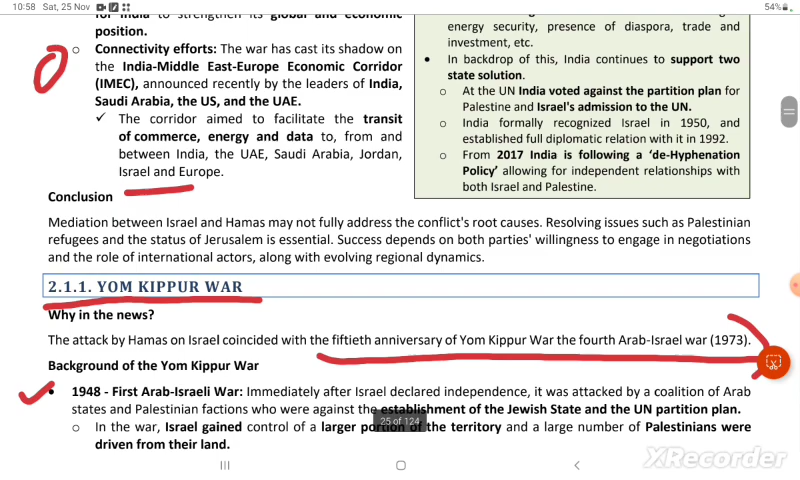 10:58 Sat, 25 Nov
54%
for India to strengthen its global and economic
position.
o Connectivity efforts: The war has cast its shadow on
the India-Middle East-Europe Economic Corridor
(IMEC), announced recently by the leaders of India,
Saudi Arabia, the US, and the UAE.
✓ The corridor aimed to facilitate the transit
of commerce, energy and data to, from and
between India, the UAE, Saudi Arabia, Jordan,
Israel and Europe.
energy security, presence of diaspora, trade and
investment, etc.
• In backdrop of this, India continues to support two
state solution.
o At the UN India voted against the partition plan for
Palestine and Israel's admission to the UN.
o India formally recognized Israel in 1950, and
established full diplomatic relation with it in 1992.
o From 2017 India is following a 'de-Hyphenation
Policy' allowing for independent relationships with
both Israel and Palestine.
Conclusion
Mediation between Israel and Hamas may not fully address the conflict's root causes. Resolving issues such as Palestinian
refugees and the status of Jerusalem is essential. Success depends on both parties' willingness to engage in negotiations
and the role of international actors, along with evolving regional dynamics.
2.1.1. YOM KIPPUR WAR
Why in the news?
The attack by Hamas on Israel coincided with the fiftieth anniversary of Yom Kippur War the fourth Arab-Israel war (1973).
Background of the Yom Kippur War
• 1948 - First Arab-Israeli War: Immediately after Israel declared independence, it was attacked by a coalition of Arab
states and Palestinian factions who were against the establishment of the Jewish State and the UN partition plan.
o In the war, Israel gained control of a larger portion of the territory and a large number of Palestinians were
driven from their land.
25 of 124
XRecorder